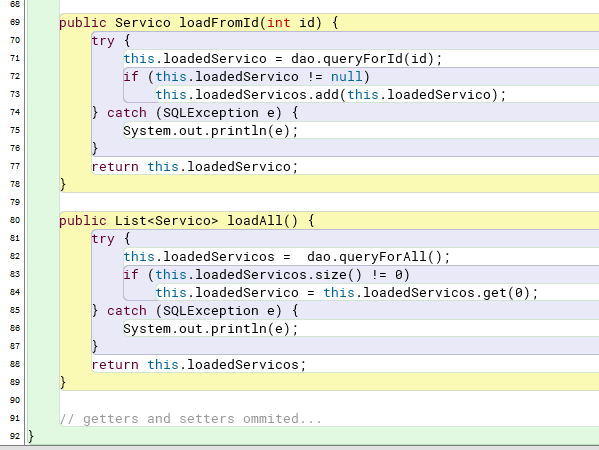 68
69 public Servico loadFromId(int id) {
70 try {
71 this.loadedServico = dao.queryForId(id);
72 if (this.loadedServico != null)
73 this.loadedServicos.add(this.loadedServico);
74 } catch (SQLException e) {
75 System.out.println(e);
76 }
77 return this.loadedServico;
78 }
79
80 public List<Servico> loadAll() {
81 try {
82 this.loadedServicos =  dao.queryForAll();
83 if (this.loadedServicos.size() != 0)
84 this.loadedServico = this.loadedServicos.get(0);
85 } catch (SQLException e) {
86 System.out.println(e);
87 }
88 return this.loadedServicos;
89 }
90
91 // getters and setters ommited...
92 }